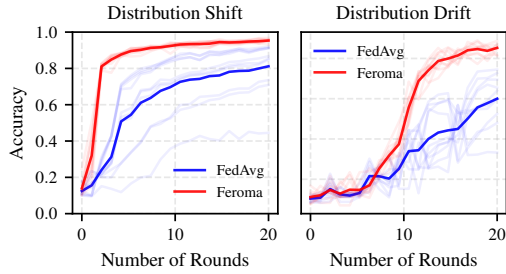 Distribution Shift
Distribution Drift
1.0
0.8
0.6
0.4
0.2
0.0
Accuracy
FedAvg
Feroma
FedAvg
Feroma
0
10
20
0
10
20
Number of Rounds
Number of Rounds